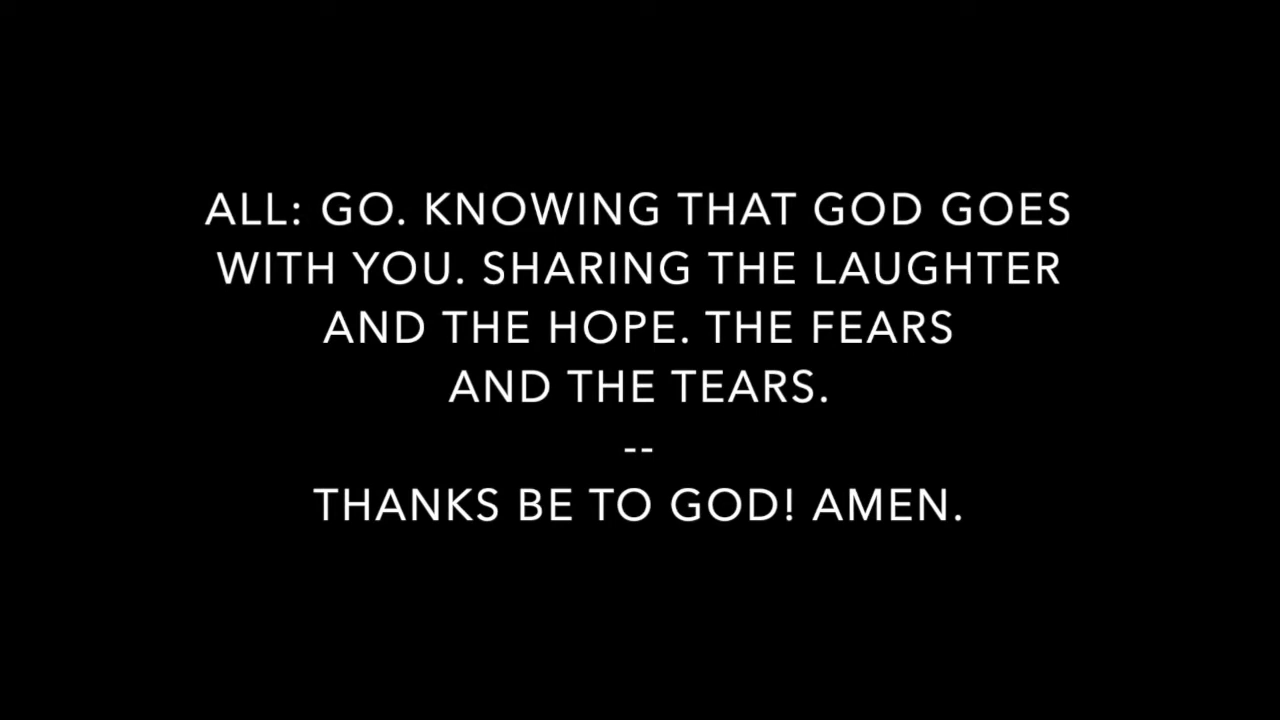 ALL: GO. KNOWING THAT GOD GOES
WITH YOU. SHARING THE LAUGHTER
AND THE HOPE. THE FEARS
AND THE TEARS.
--
THANKS BE TO GOD! AMEN.